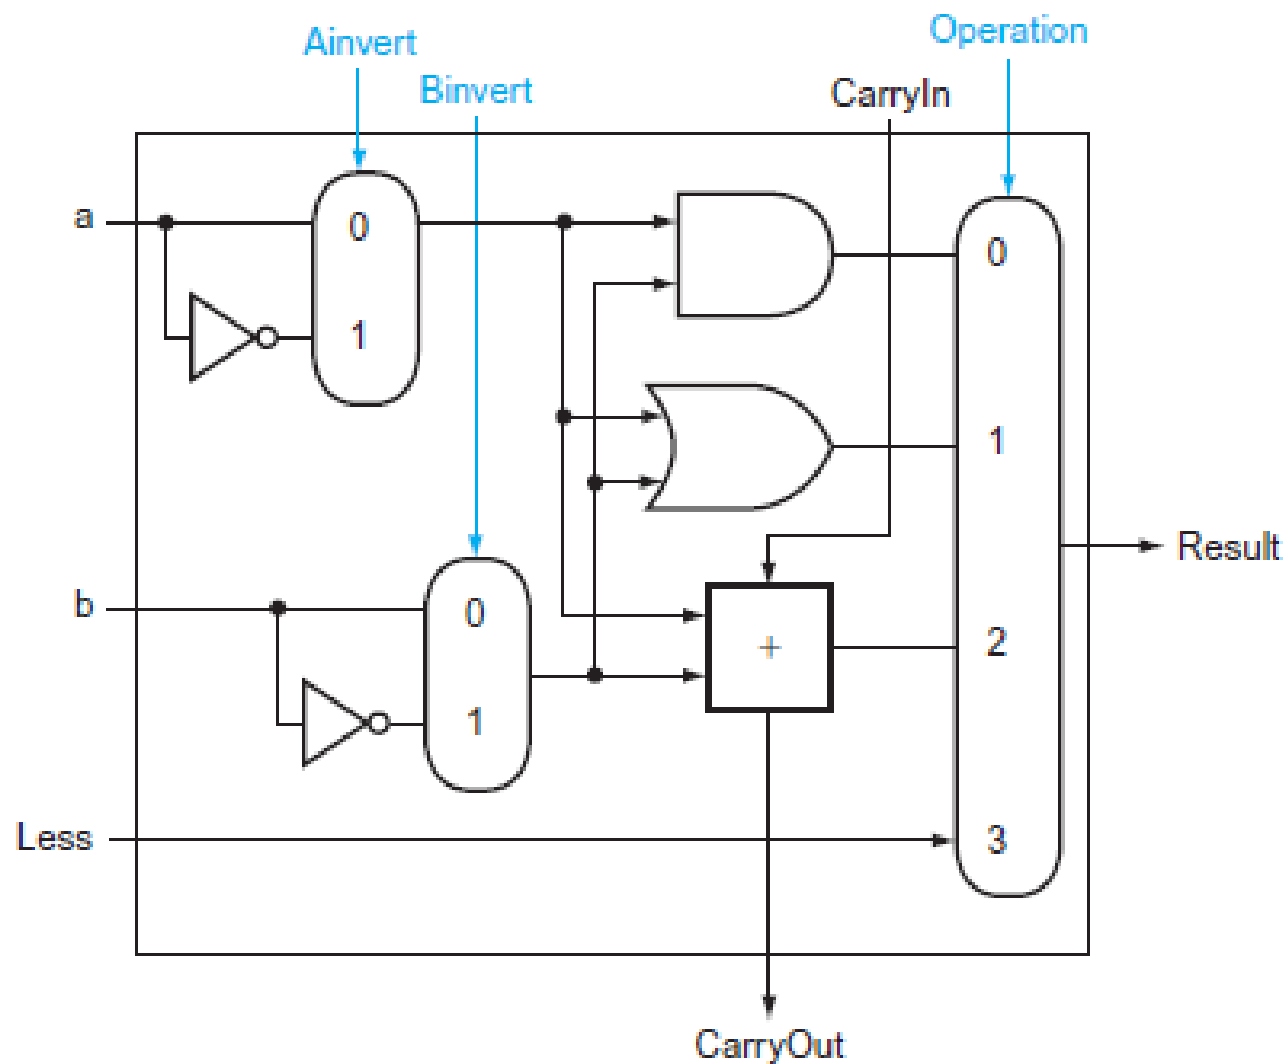 Ainvert
Operation
Binvert
CarryIn
a
0
0
1
1
Result
b
0
+
2
1
Less
3
CarryOut